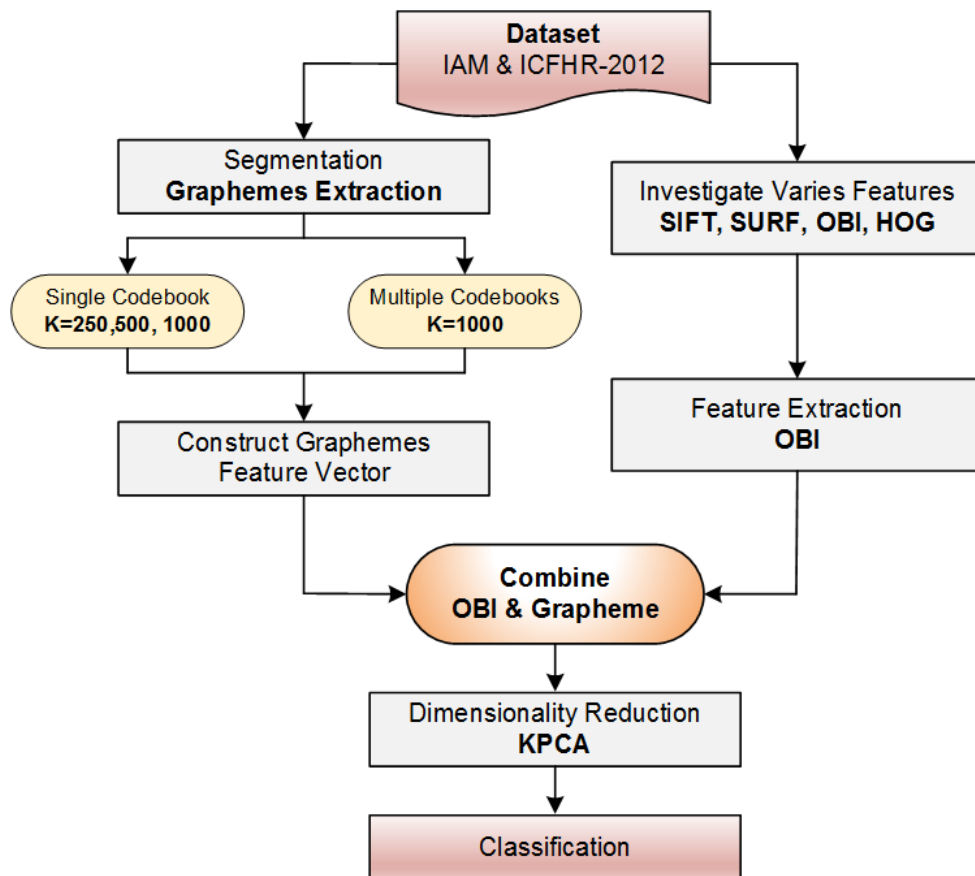 Dataset
IAM & ICFHR-2012
Segmentation
Graphemes Extraction
Investigate Varies Features
SIFT, SURF, OBI, HOG
Single Codebook
K=250,500, 1000
Multiple Codebooks
K=1000
Feature Extraction
OBI
Construct Graphemes
Feature Vector
Combine
OBI & Grapheme
Dimensionality Reduction
KPCA
Classification